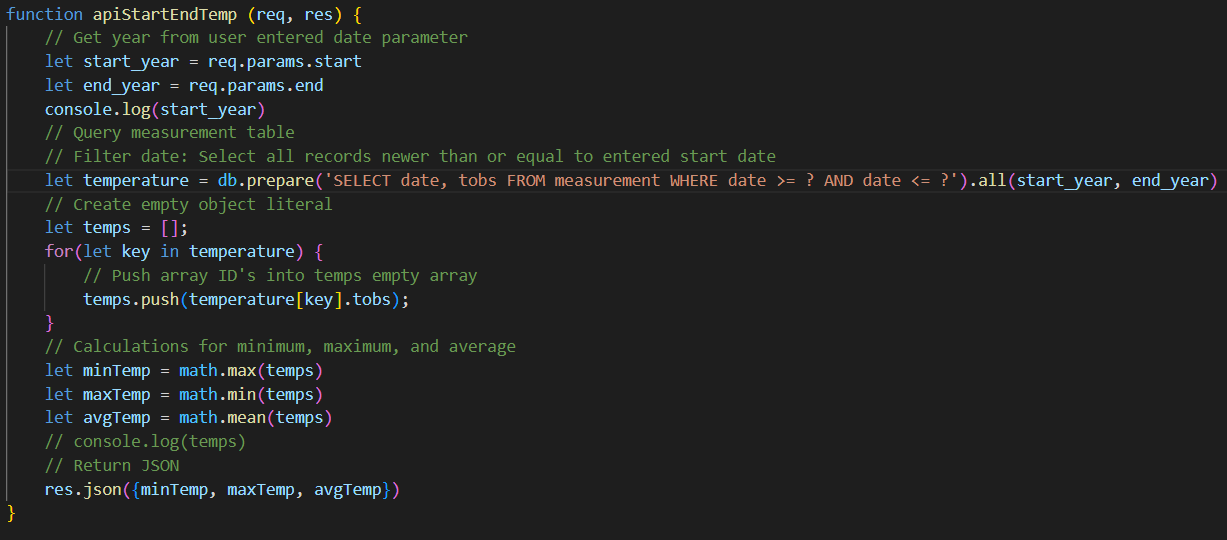 function apiStartEndTemp (req, res) {
    // Get year from user entered date parameter
    let start_year = req.params.start
    let end_year = req.params.end
    console.log(start_year)
    // Query measurement table
    // Filter date: Select all records newer than or equal to entered start date
    let temperature = db.prepare('SELECT date, tobs FROM measurement WHERE date >= ? AND date <= ?').all(start_year, end_year)
    // Create empty object literal
    let temps = [];
    for(let key in temperature) {
        // Push array ID's into temps empty array
        temps.push(temperature[key].tobs);
    }
    // Calculations for minimum, maximum, and average
    let minTemp = math.max(temps)
    let maxTemp = math.min(temps)
    let avgTemp = math.mean(temps)
    // console.log(temps)
    // Return JSON
    res.json({minTemp, maxTemp, avgTemp})
}